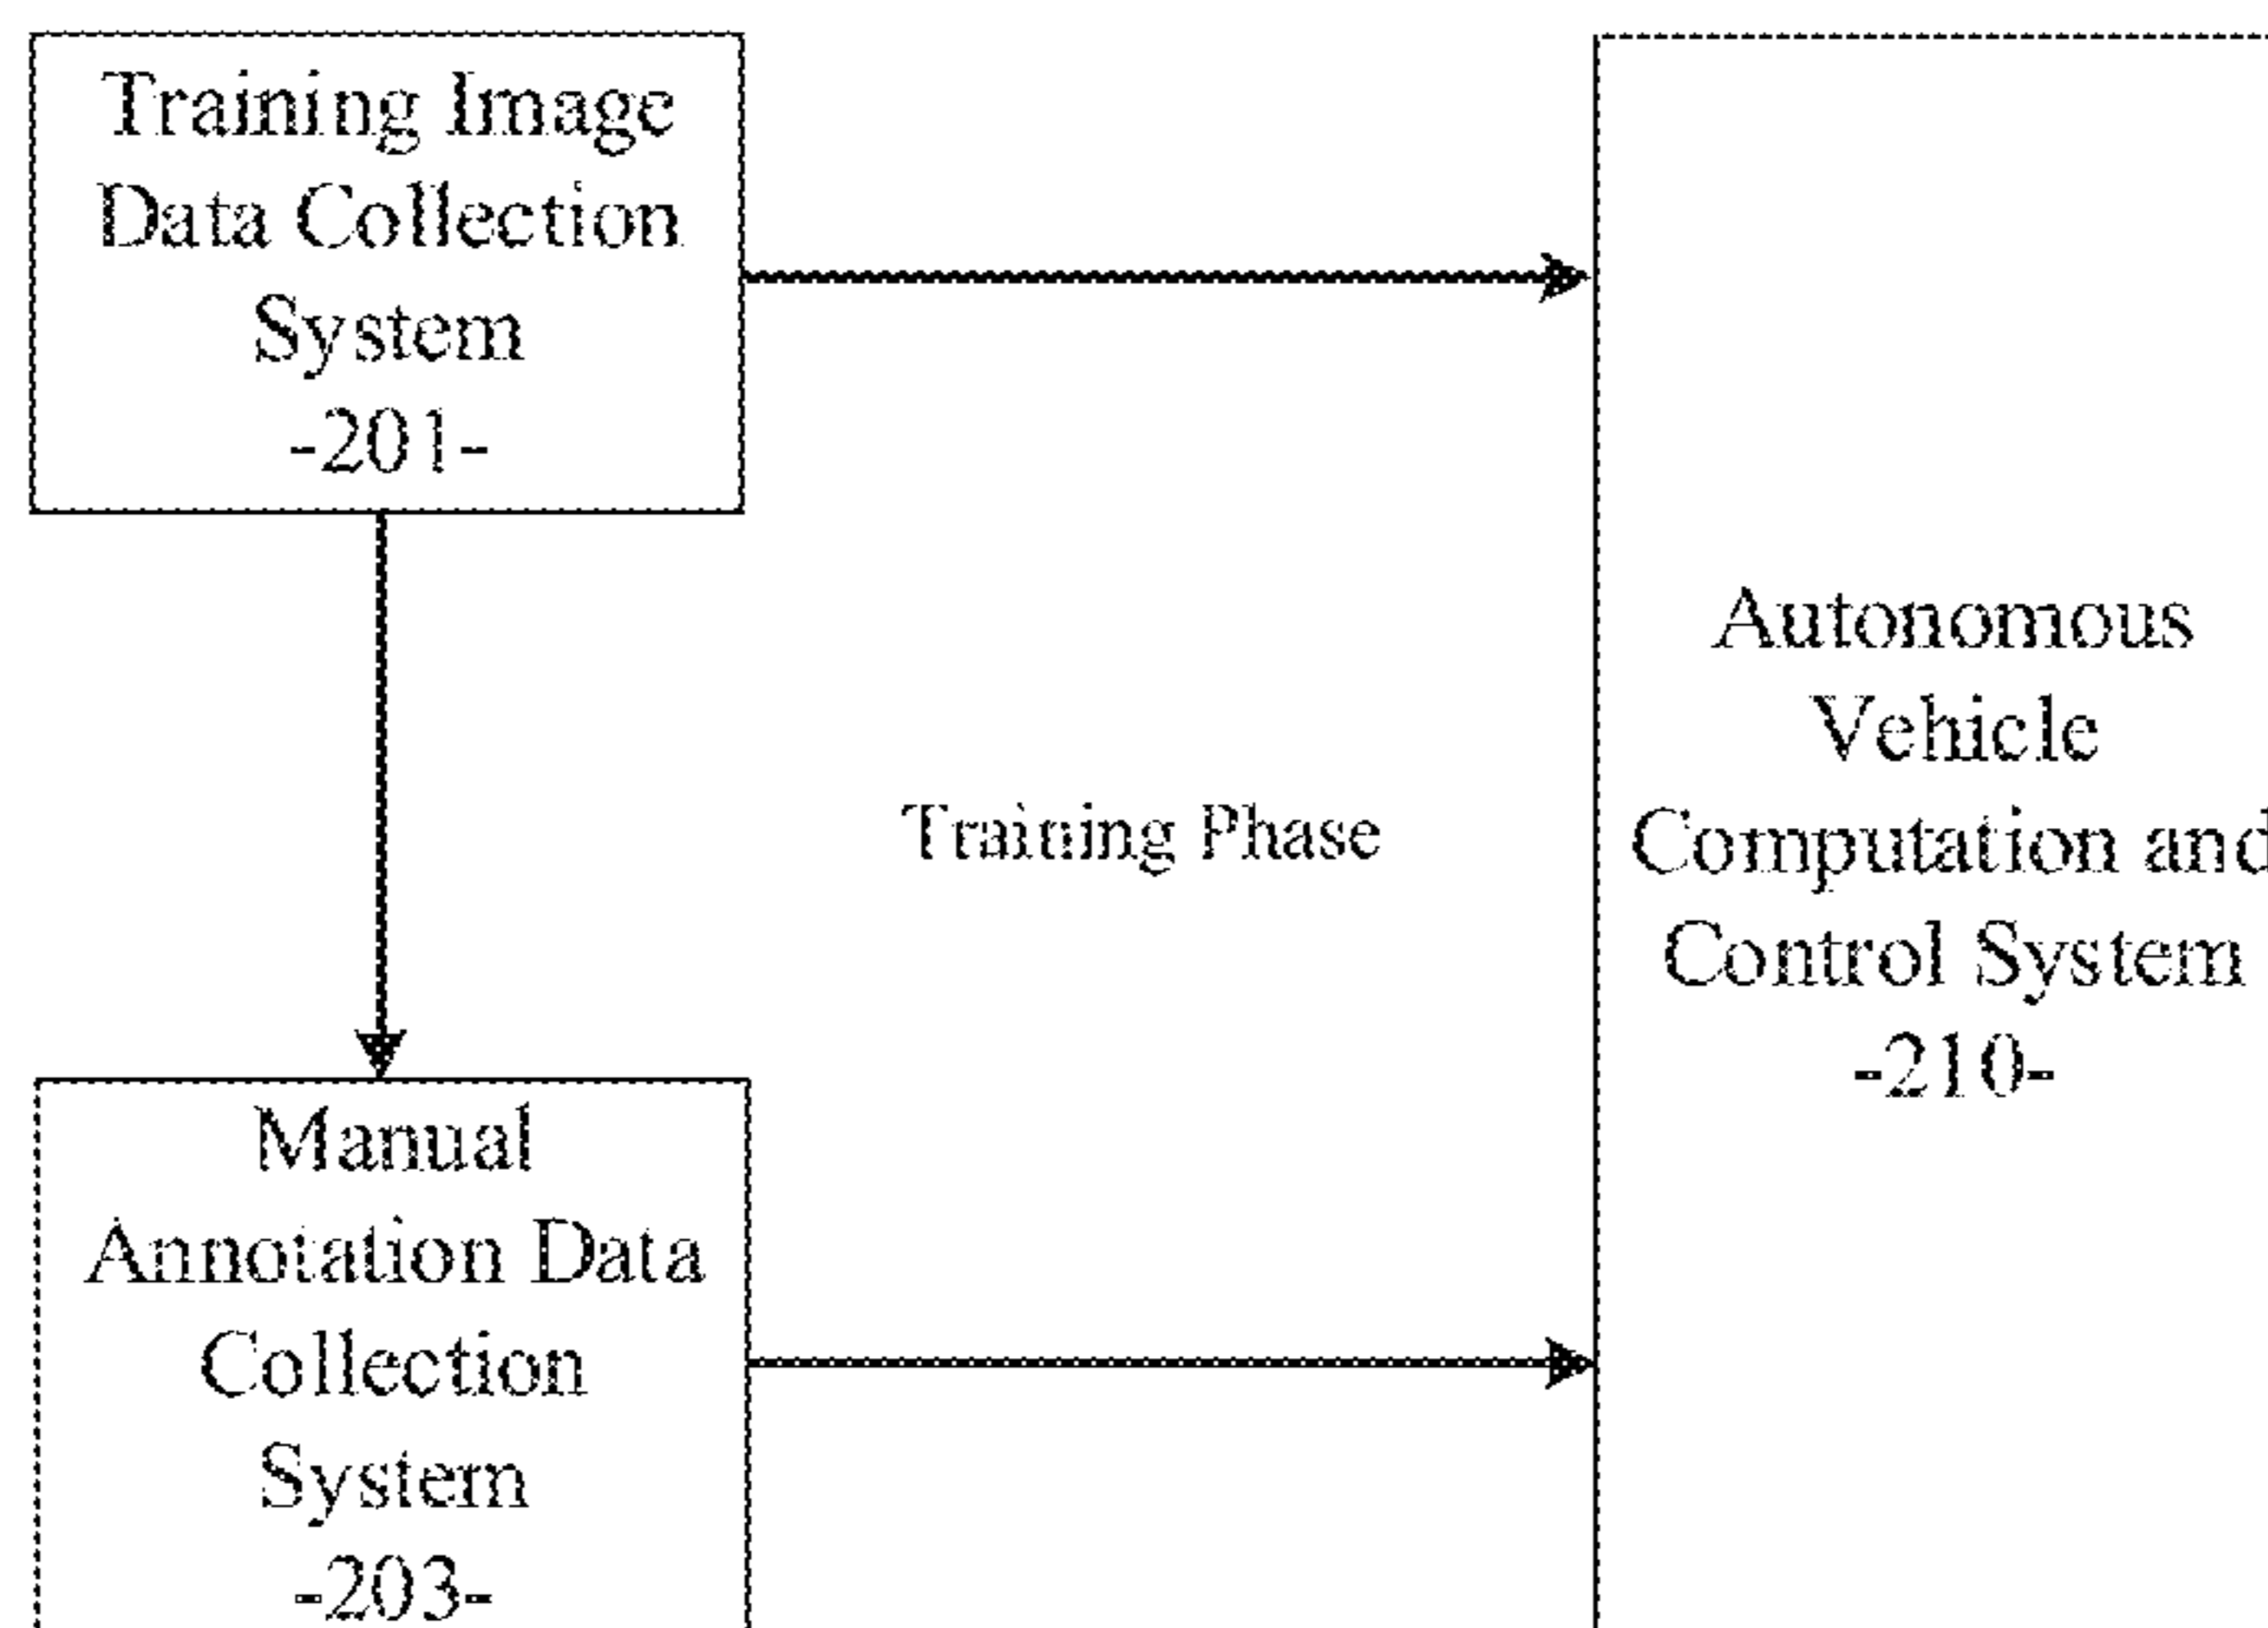 Training Image
Data Collection
System
-201-
Training Phase
Autonomous
Vehicle
Computation and
Control System
-210-
Manual
Annotation Data
Collection
System
-203-